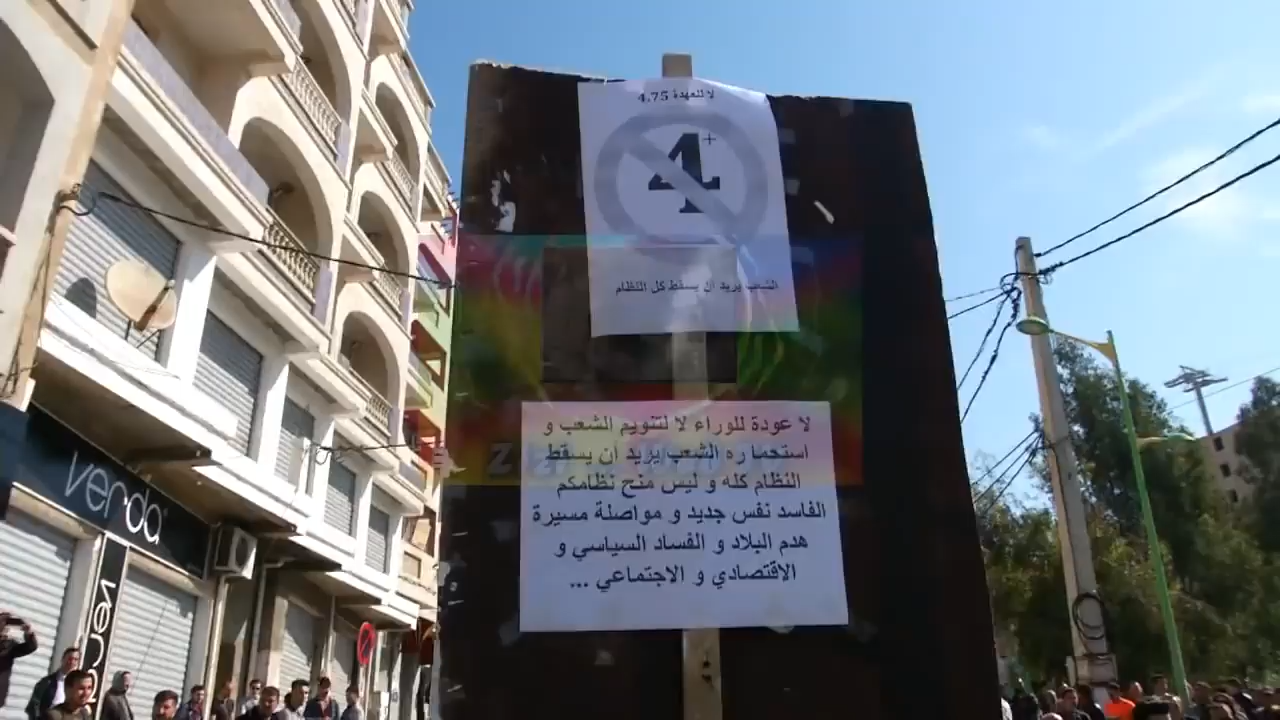 لا للعهدة 4.75
4+
الشعب يريد ان يسقط كل النظام
لا عودة للوراء لا لتنويم الشعب و
استحما ره الشعب يريد أن يسقط
النظام كله و ليس منح نظامكم
الفاسد نفس جديد و مواصلة مسيرة
هدم البلاد و الفساد السياسي و
الاقتصادي و الاجتماعي ...
verda